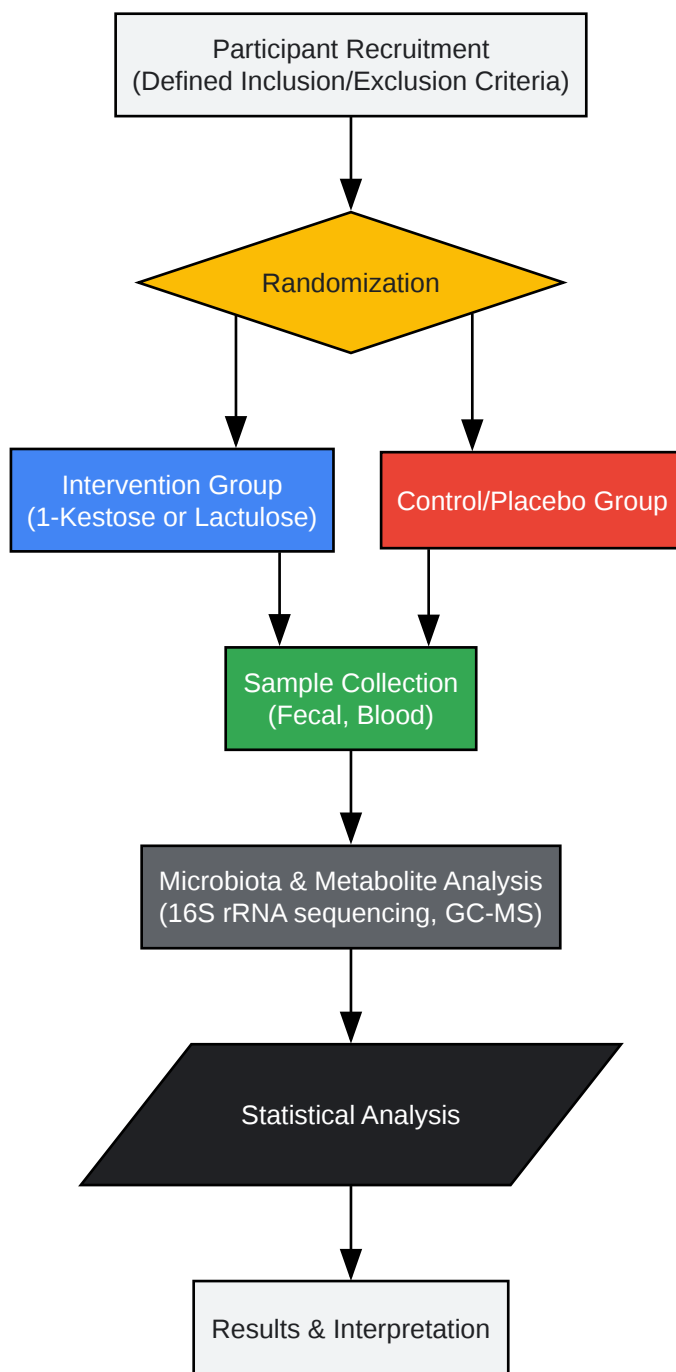 Participant Recruitment
(Defined Inclusion/Exclusion Criteria)
Randomization
Intervention Group
(1-Kestose or Lactulose)
Control/Placebo Group
Sample Collection
(Fecal, Blood)
Microbiota & Metabolite Analysis
(16S rRNA sequencing, GC-MS)
Statistical Analysis
Results & Interpretation